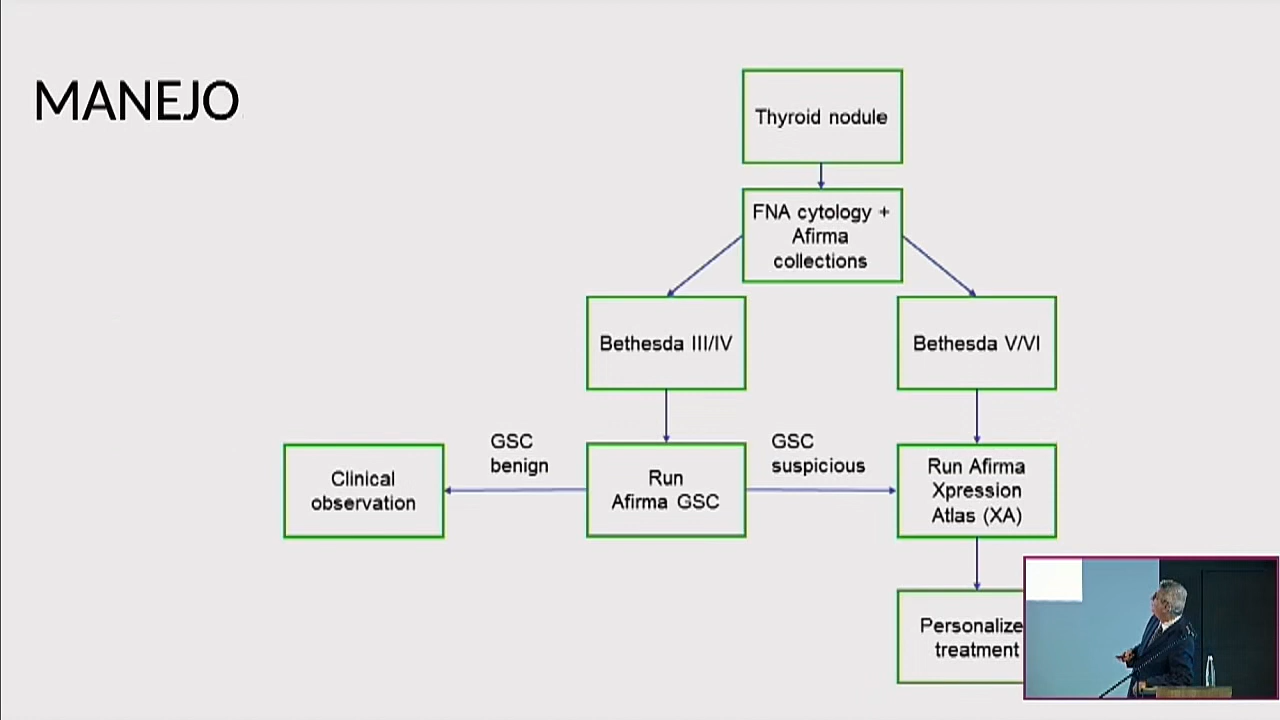 MANEJO
Thyroid nodule
FNA cytology +
Afirma
collections
Bethesda III/IV
Bethesda V/VI
GSC
benign
GSC
suspicious
Clinical
observation
Run
Afirma GSC
Run Afirma
Xpression
Atlas (XA)
Personalize
treatment